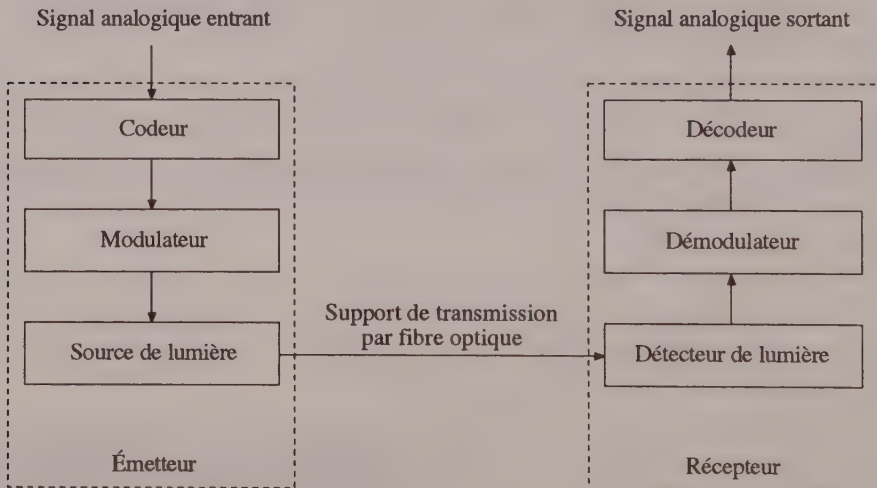 Signal analogique entrant
Signal analogique sortant
Codeur
Modulateur
Source de lumière
Émetteur
Support de transmission
par fibre optique
Décodeur
Démodulateur
Détecteur de lumière
Récepteur